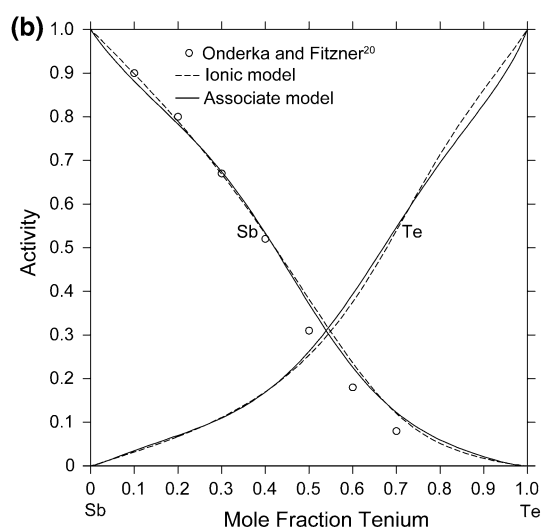 (b)
1.0
0.9
0.8
0.7
0.6
0.5
0.4
0.3
0.2
0.1
0
Activity
Onderka and Fitzner20
Ionic model
Associate model
Sb
Te
0 0.1 0.2 0.3 0.4 0.5 0.6 0.7 0.8 0.9 1.0
Sb Te
Mole Fraction Tenium